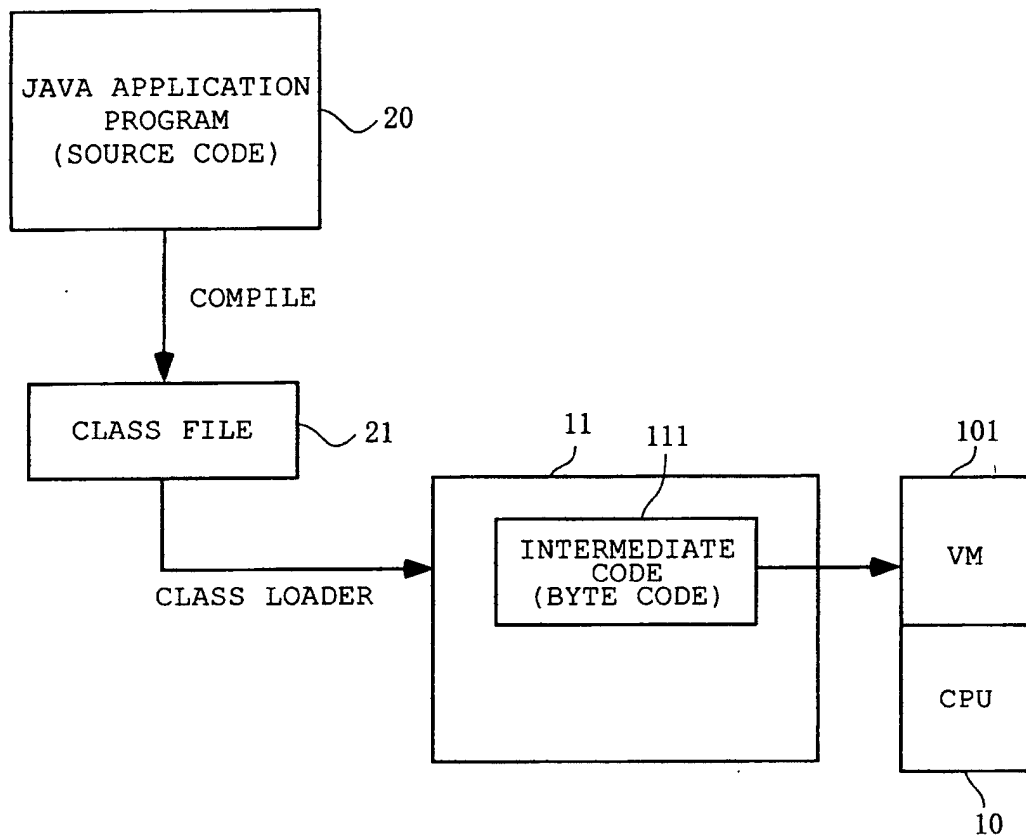 JAVA APPLICATION
PROGRAM
(SOURCE CODE)
20
COMPILE
CLASS FILE
21
11
111
101
INTERMEDIATE
CODE
(BYTE CODE)
VM
CLASS LOADER
CPU
10